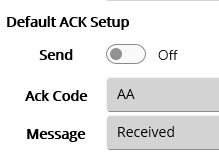 Default ACK Setup
Send Off
Ack Code AA
Message Received